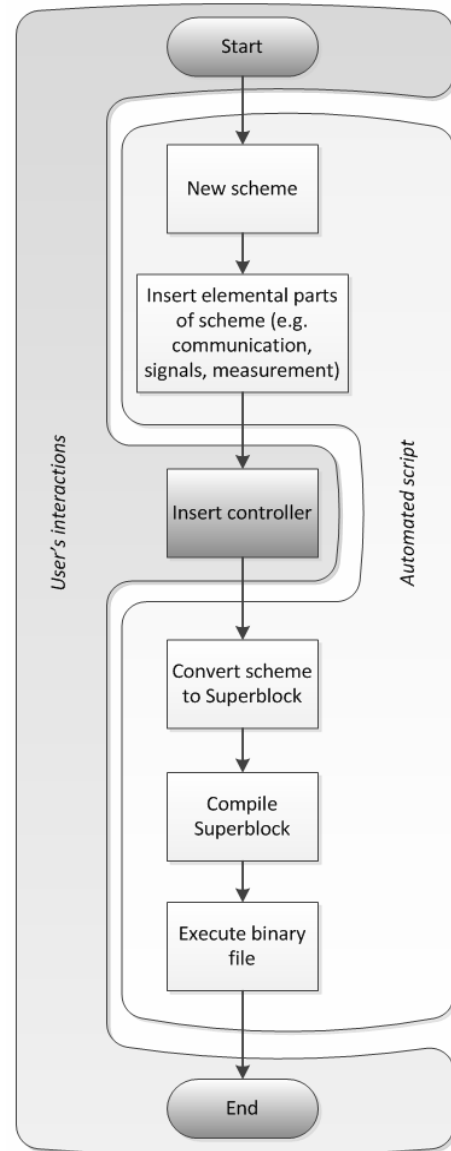 Start
New scheme
Insert elemental parts
of scheme (e.g.
communication,
signals, measurement)
User's interactions
Insert controller
Automated script
Convert scheme
to Superblock
Compile
Superblock
Execute binary
file
End